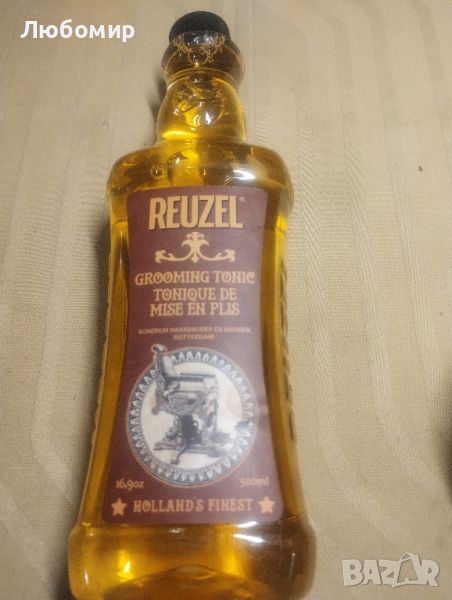 Любомир
REUZEL®
GROOMING TONIC
TONIQUE DE
MISE EN PLIS
SCHOREM HAARSNIJDER EN BARBIER
ROTTERDAM
16.9oz 500ml
★ HOLLAND'S FINEST ★
BAZAR